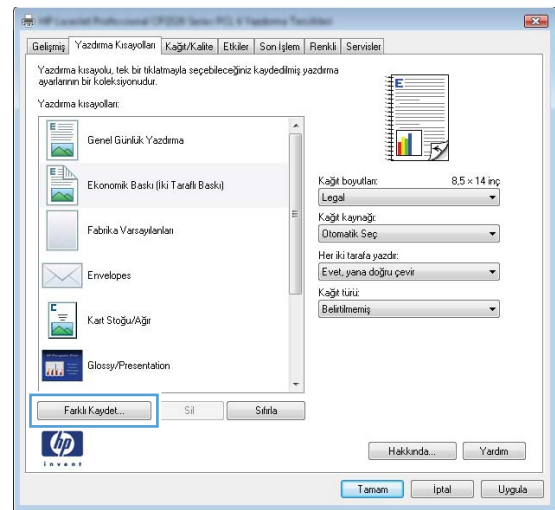 Gelişmiş Yazdırma Kısayolları Kağıt/Kalite Etkiler Son İşlem Renkli Servisler
Yazdırma kısayolu, tek bir tıklatmayla seçebileceğiniz kaydedilmiş yazdırma
ayarlarının bir koleksiyonudur.
Yazdırma kısayolları:
Genel Günlük Yazdırma
Ekonomik Baskı (İki Taraflı Baskı)
Fabrika Varsayılanları
Envelopes
Kart Stoğu/Ağır
Glossy/Presentation
Farklı Kaydet...
Sil
Sıfırla
E
Kağıt boyutları: 8,5 × 14 inç
Legal
Kağıt kaynağı:
Otomatik Seç
Her iki tarafa yazdır:
Evet, yana doğru çevir
Kağıt türü:
Belirtilmemiş
hp
invent
Hakkında... Yardım
Tamam İptal Uygula